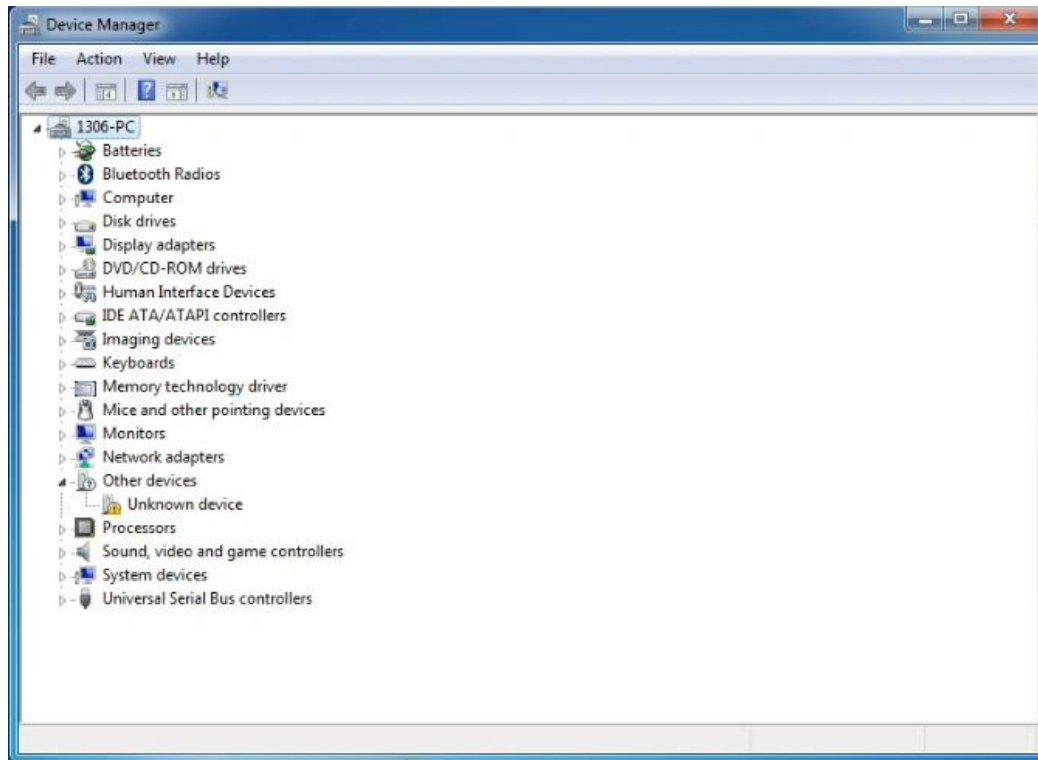 Device Manager
File Action View Help
1306-PC
Batteries
Bluetooth Radios
Computer
Disk drives
Display adapters
DVD/CD-ROM drives
Human Interface Devices
IDE ATA/ATAPI controllers
Imaging devices
Keyboards
Memory technology driver
Mice and other pointing devices
Monitors
Network adapters
Other devices
Unknown device
Processors
Sound, video and game controllers
System devices
Universal Serial Bus controllers